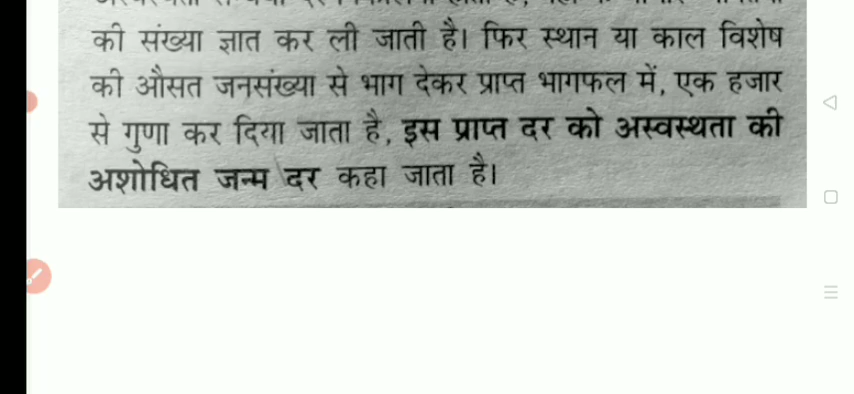 की संख्या ज्ञात कर ली जाती है। फिर स्थान या काल विशेष
की औसत जनसंख्या से भाग देकर प्राप्त भागफल में, एक हजार
से गुणा कर दिया जाता है, इस प्राप्त दर को अस्वस्थता की
अशोधित जन्म दर कहा जाता है।